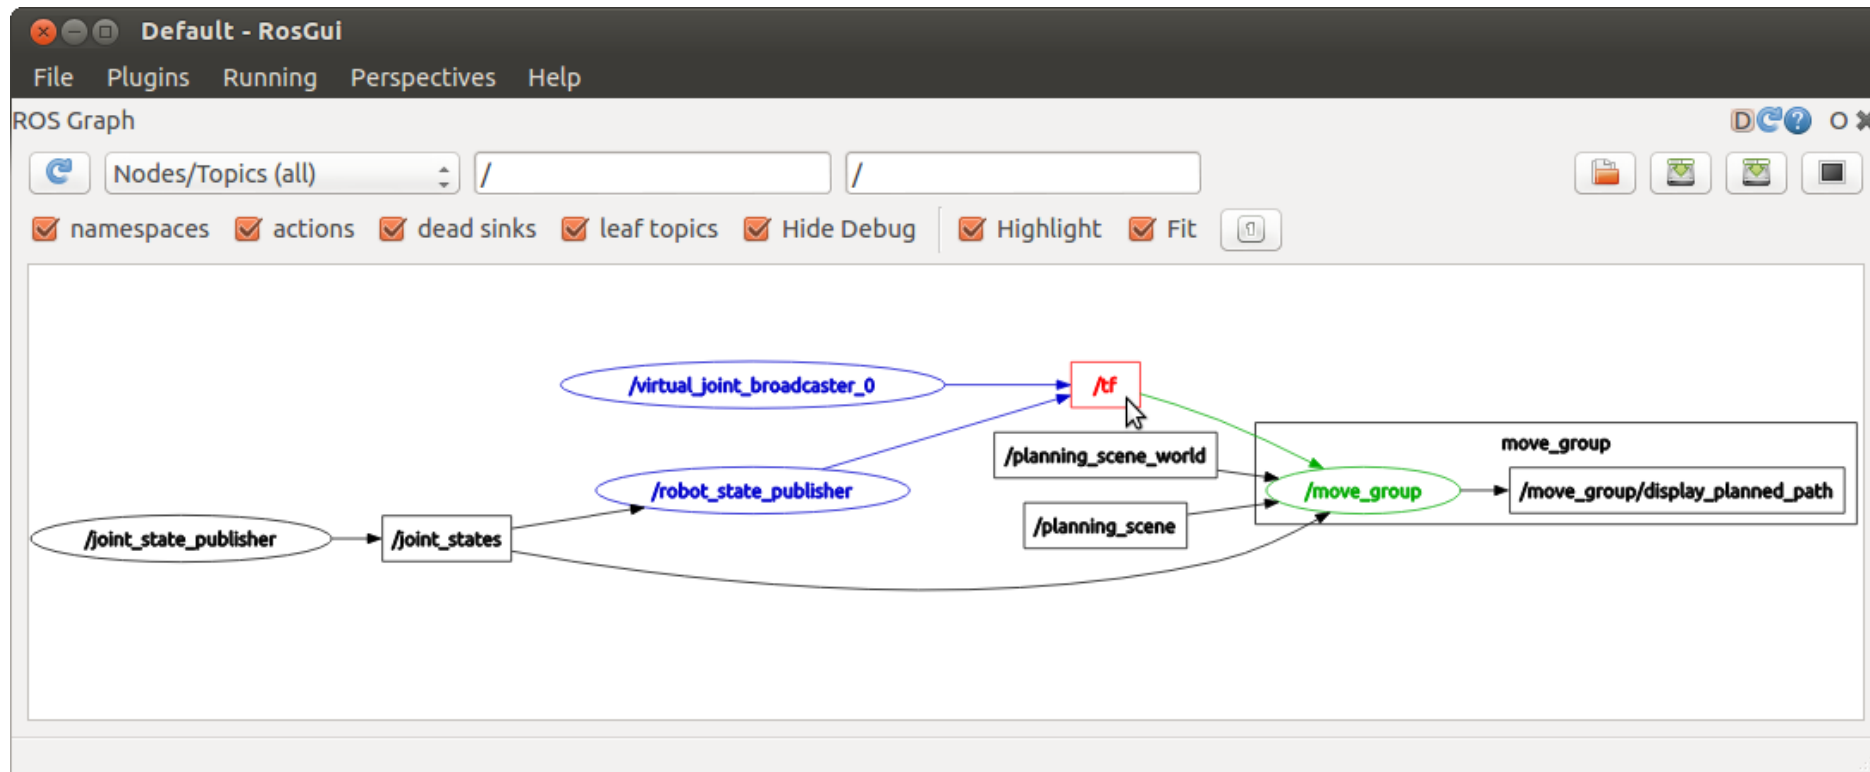 Default - RosGui
File Plugins Running Perspectives Help
ROS Graph
D C ? O ✖
Nodes/Topics (all) / /
namespaces actions dead sinks leaf topics Hide Debug Highlight Fit 1
/virtual_joint_broadcaster_0
/tf
/planning_scene_world
move_group
/robot_state_publisher
/move_group
/move_group/display_planned_path
/planning_scene
/joint_state_publisher
/joint_states